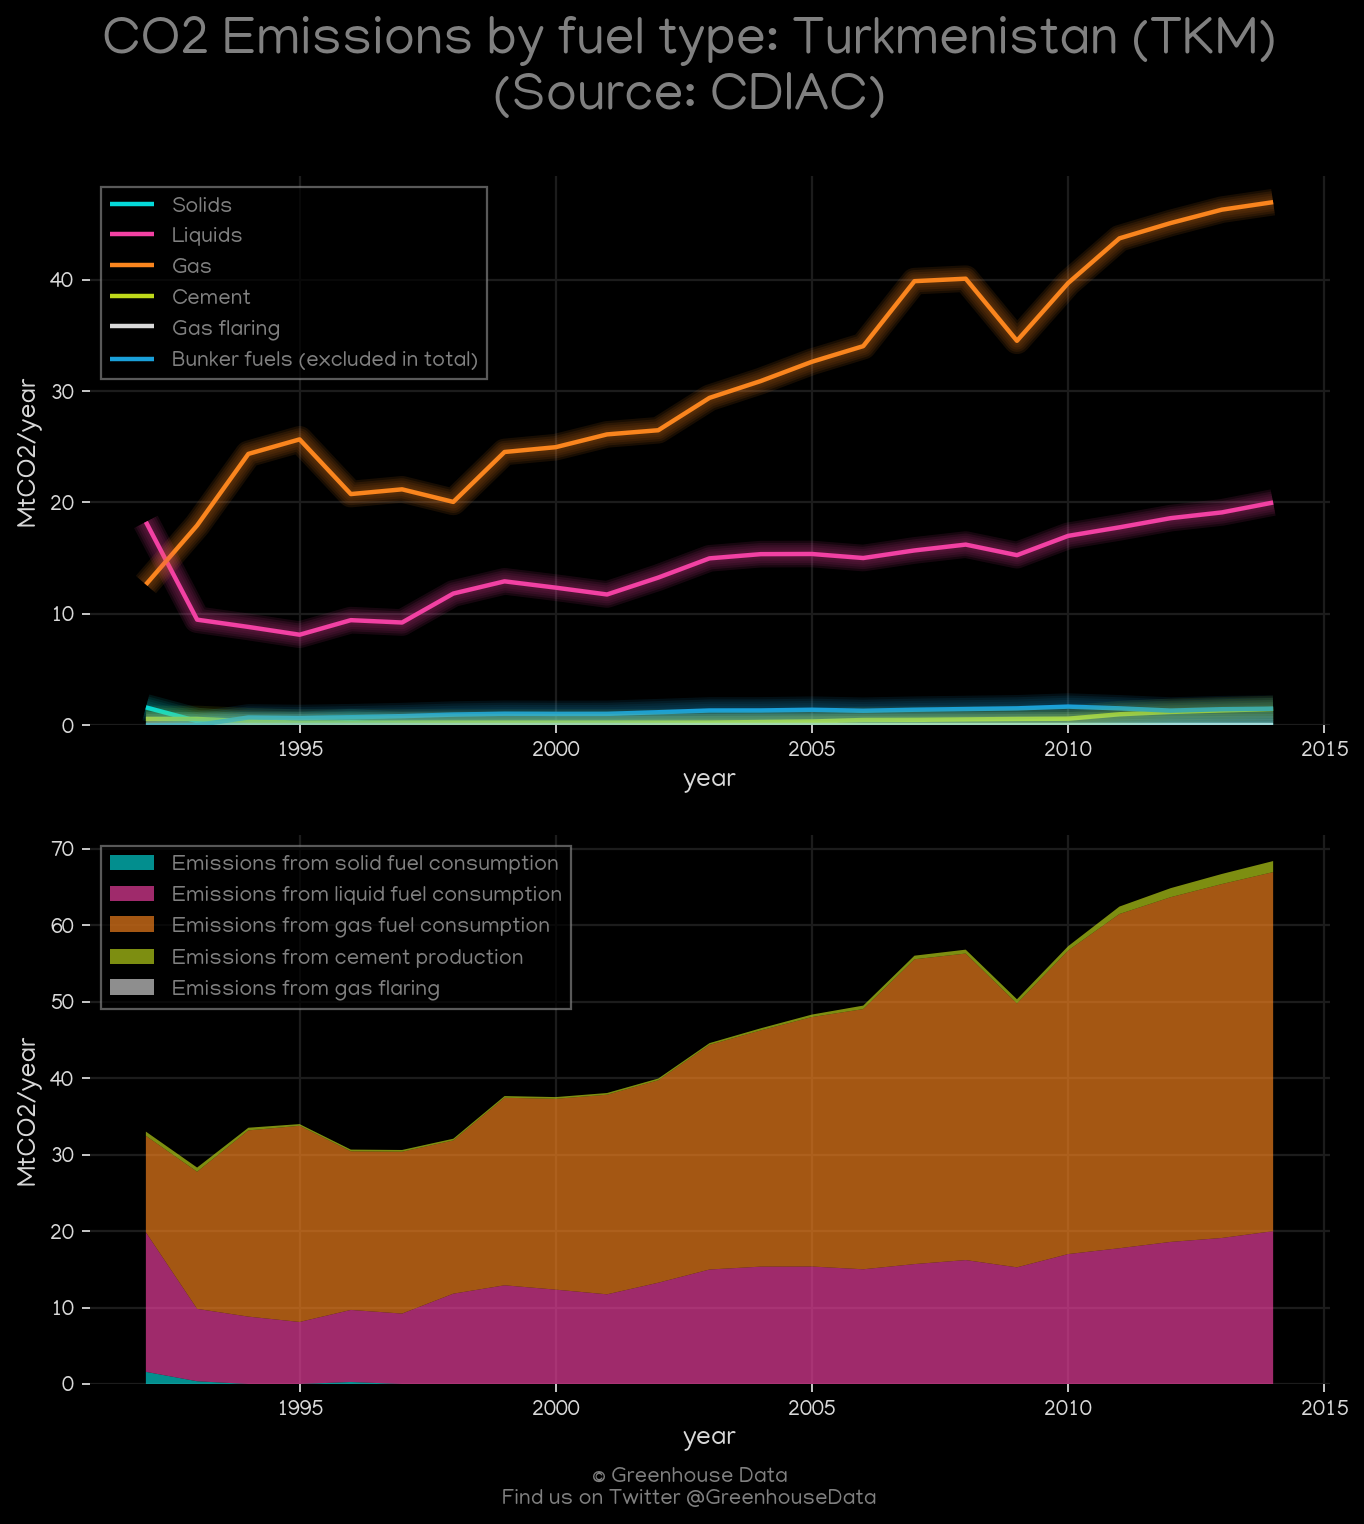 CO2 Emissions by fuel type: Turkmenistan (TKM)
(Source: CDIAC)
Solids
Liquids
Gas
Cement
Gas flaring
Bunker fuels (excluded in total)
MtCO2/year
40
30
20
10
0
1995 2000 2005 2010 2015
year
Emissions from solid fuel consumption
Emissions from liquid fuel consumption
Emissions from gas fuel consumption
Emissions from cement production
Emissions from gas flaring
MtCO2/year
70
60
50
40
30
20
10
0
1995 2000 2005 2010 2015
year
© Greenhouse Data
Find us on Twitter @GreenhouseData